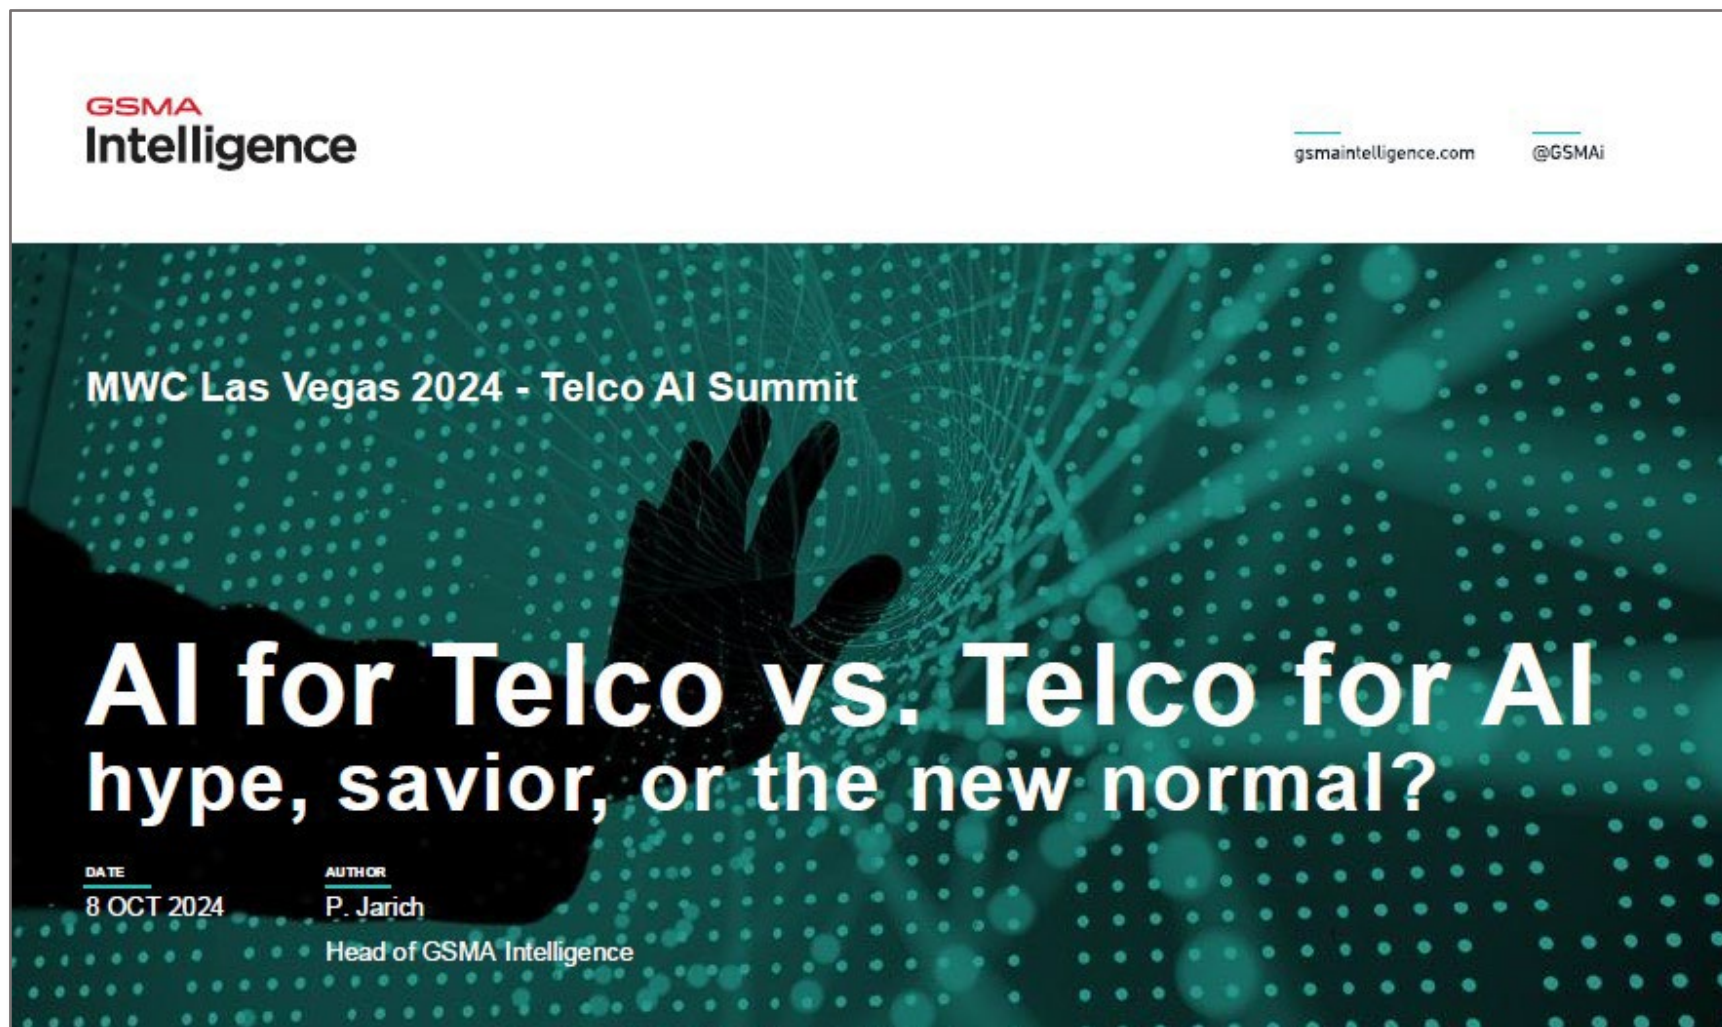 GSMA
Intelligence
gsmaintelligence.com
@GSMAi
MWC Las Vegas 2024 - Telco AI Summit
AI for Telco vs. Telco for AI
hype, savior, or the new normal?
DATE
8 OCT 2024
AUTHOR
P. Jarich
Head of GSMA Intelligence